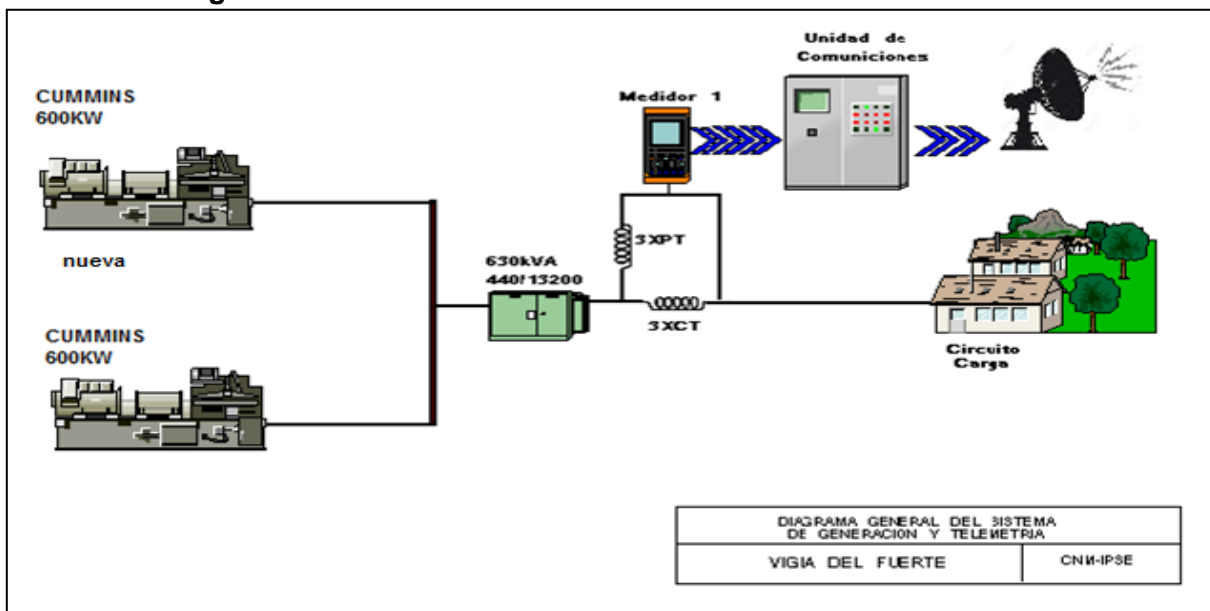 Unidad de
Comuniciones
CUMMINS
600KW
Medidor 1
nueva
3XPT
630kVA
440/13200
3XCT
CUMMINS
600KW
Circuito
Carga
DIAGRAMA GENERAL DEL SISTEMA
DE GENERACION Y TELEMETRIA
VIGIA DEL FUERTE
CNM-IPSE